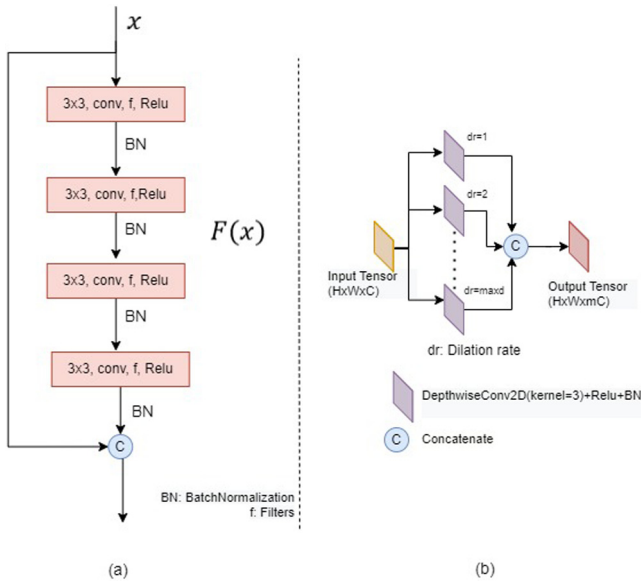 x
3x3, conv, f, Relu
BN
3x3, conv, f,Relu
BN
F(x)
3x3, conv, f, Relu
BN
3x3, conv, f, Relu
BN
C
BN: BatchNormalization
f: Filters
(a)
dr=1
dr=2
C
Input Tensor
(HxWxC)
dr=maxd
Output Tensor
(HxWxmC)
dr: Dilation rate
DepthwiseConv2D(kernel=3)+Relu+BN
C
Concatenate
(b)